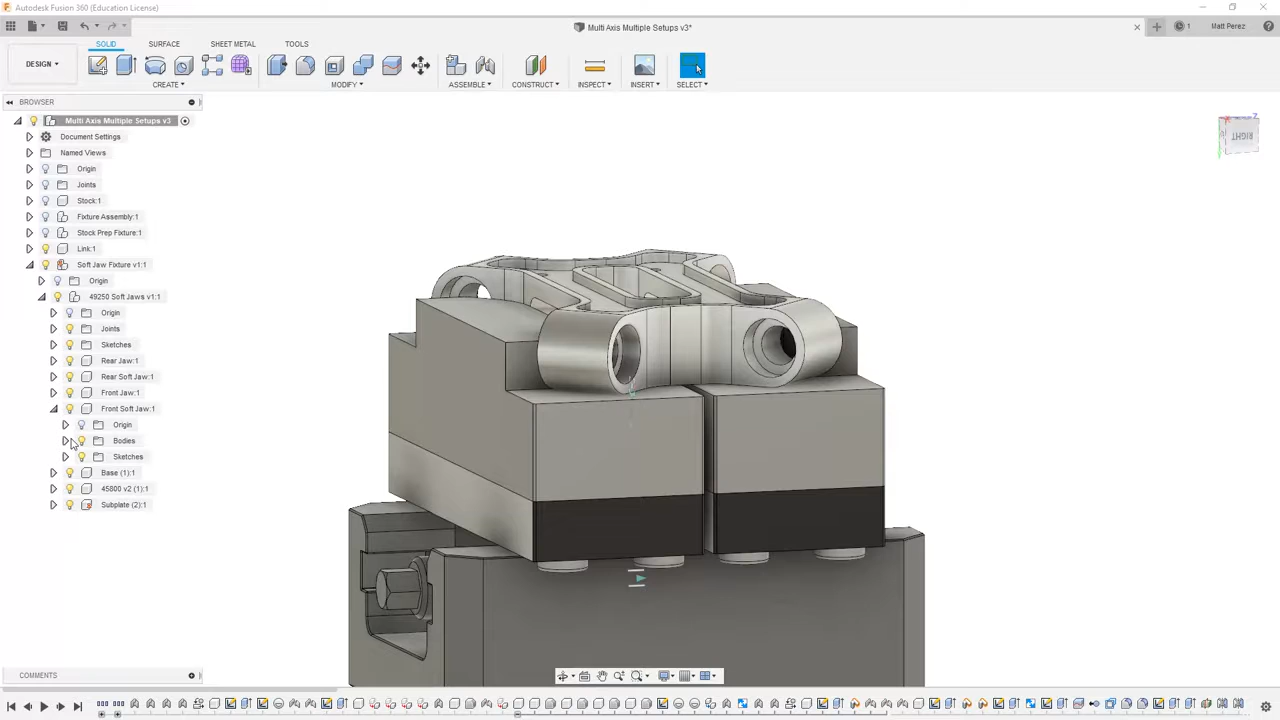 Autodesk Fusion 360 (Education License)
Multi Axis Multiple Setups v3*
1
Matt Perez
SOLID
SURFACE
SHEET METAL
TOOLS
DESIGN
CREATE
MODIFY
ASSEMBLE
CONSTRUCT
INSPECT
INSERT
SELECT
BROWSER
Multi Axis Multiple Setups v3
Document Settings
Named Views
Origin
Joints
Stock:1
Fixture Assembly:1
Stock Prep Fixture:1
Link:1
Soft Jaw Fixture v1:1
Origin
49250 Soft Jaws v1:1
Origin
Joints
Sketches
Rear Jaw:1
Rear Soft Jaw:1
Front Jaw:1
Front Soft Jaw:1
Origin
Bodies
Sketches
Base (1):1
45800 v2 (1):1
Subplate (2):1
RIGHT
Z
COMMENTS